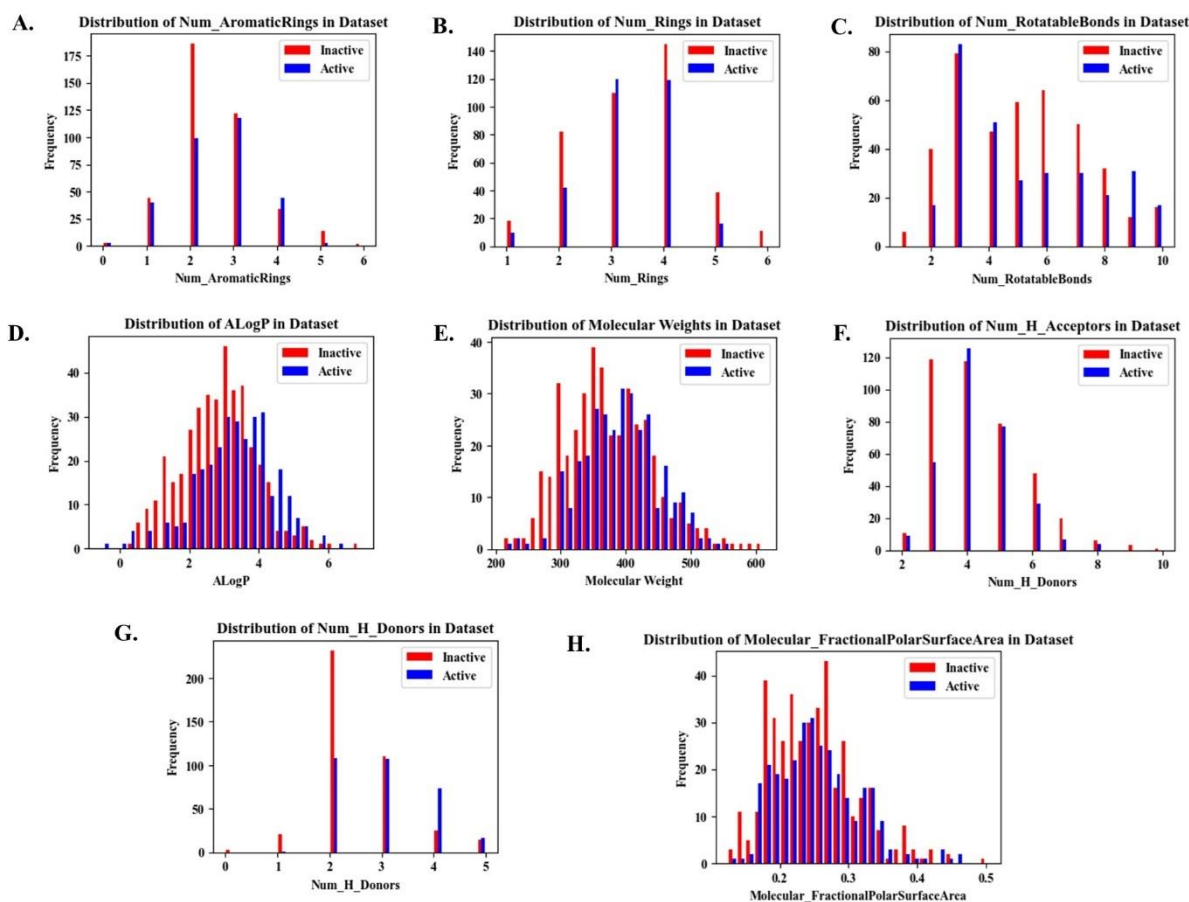 A.
Distribution of Num_AromaticRings in Dataset
Inactive
Active
175
150
125
100
75
50
25
0
Frequency
0 1 2 3 4 5 6
Num_AromaticRings
B.
Distribution of Num_Rings in Dataset
Inactive
Active
140
120
100
80
60
40
20
0
Frequency
1 2 3 4 5 6
Num_Rings
C.
Distribution of Num_RotatableBonds in Dataset
Inactive
Active
80
60
40
20
0
Frequency
2 4 6 8 10
Num_RotatableBonds
D.
Distribution of ALogP in Dataset
Inactive
Active
40
30
20
10
0
Frequency
0 2 4 6
ALogP
E.
Distribution of Molecular Weights in Dataset
Inactive
Active
40
30
20
10
0
Frequency
200 300 400 500 600
Molecular Weight
F.
Distribution of Num_H_Acceptors in Dataset
Inactive
Active
120
100
80
60
40
20
0
Frequency
2 4 6 8 10
Num_H_Donors
G.
Distribution of Num_H_Donors in Dataset
Inactive
Active
200
150
100
50
0
Frequency
0 1 2 3 4 5
Num_H_Donors
H.
Distribution of Molecular_FractionalPolarSurfaceArea in Dataset
Inactive
Active
40
30
20
10
0
Frequency
0.2 0.3 0.4 0.5
Molecular_FractionalPolarSurfaceArea